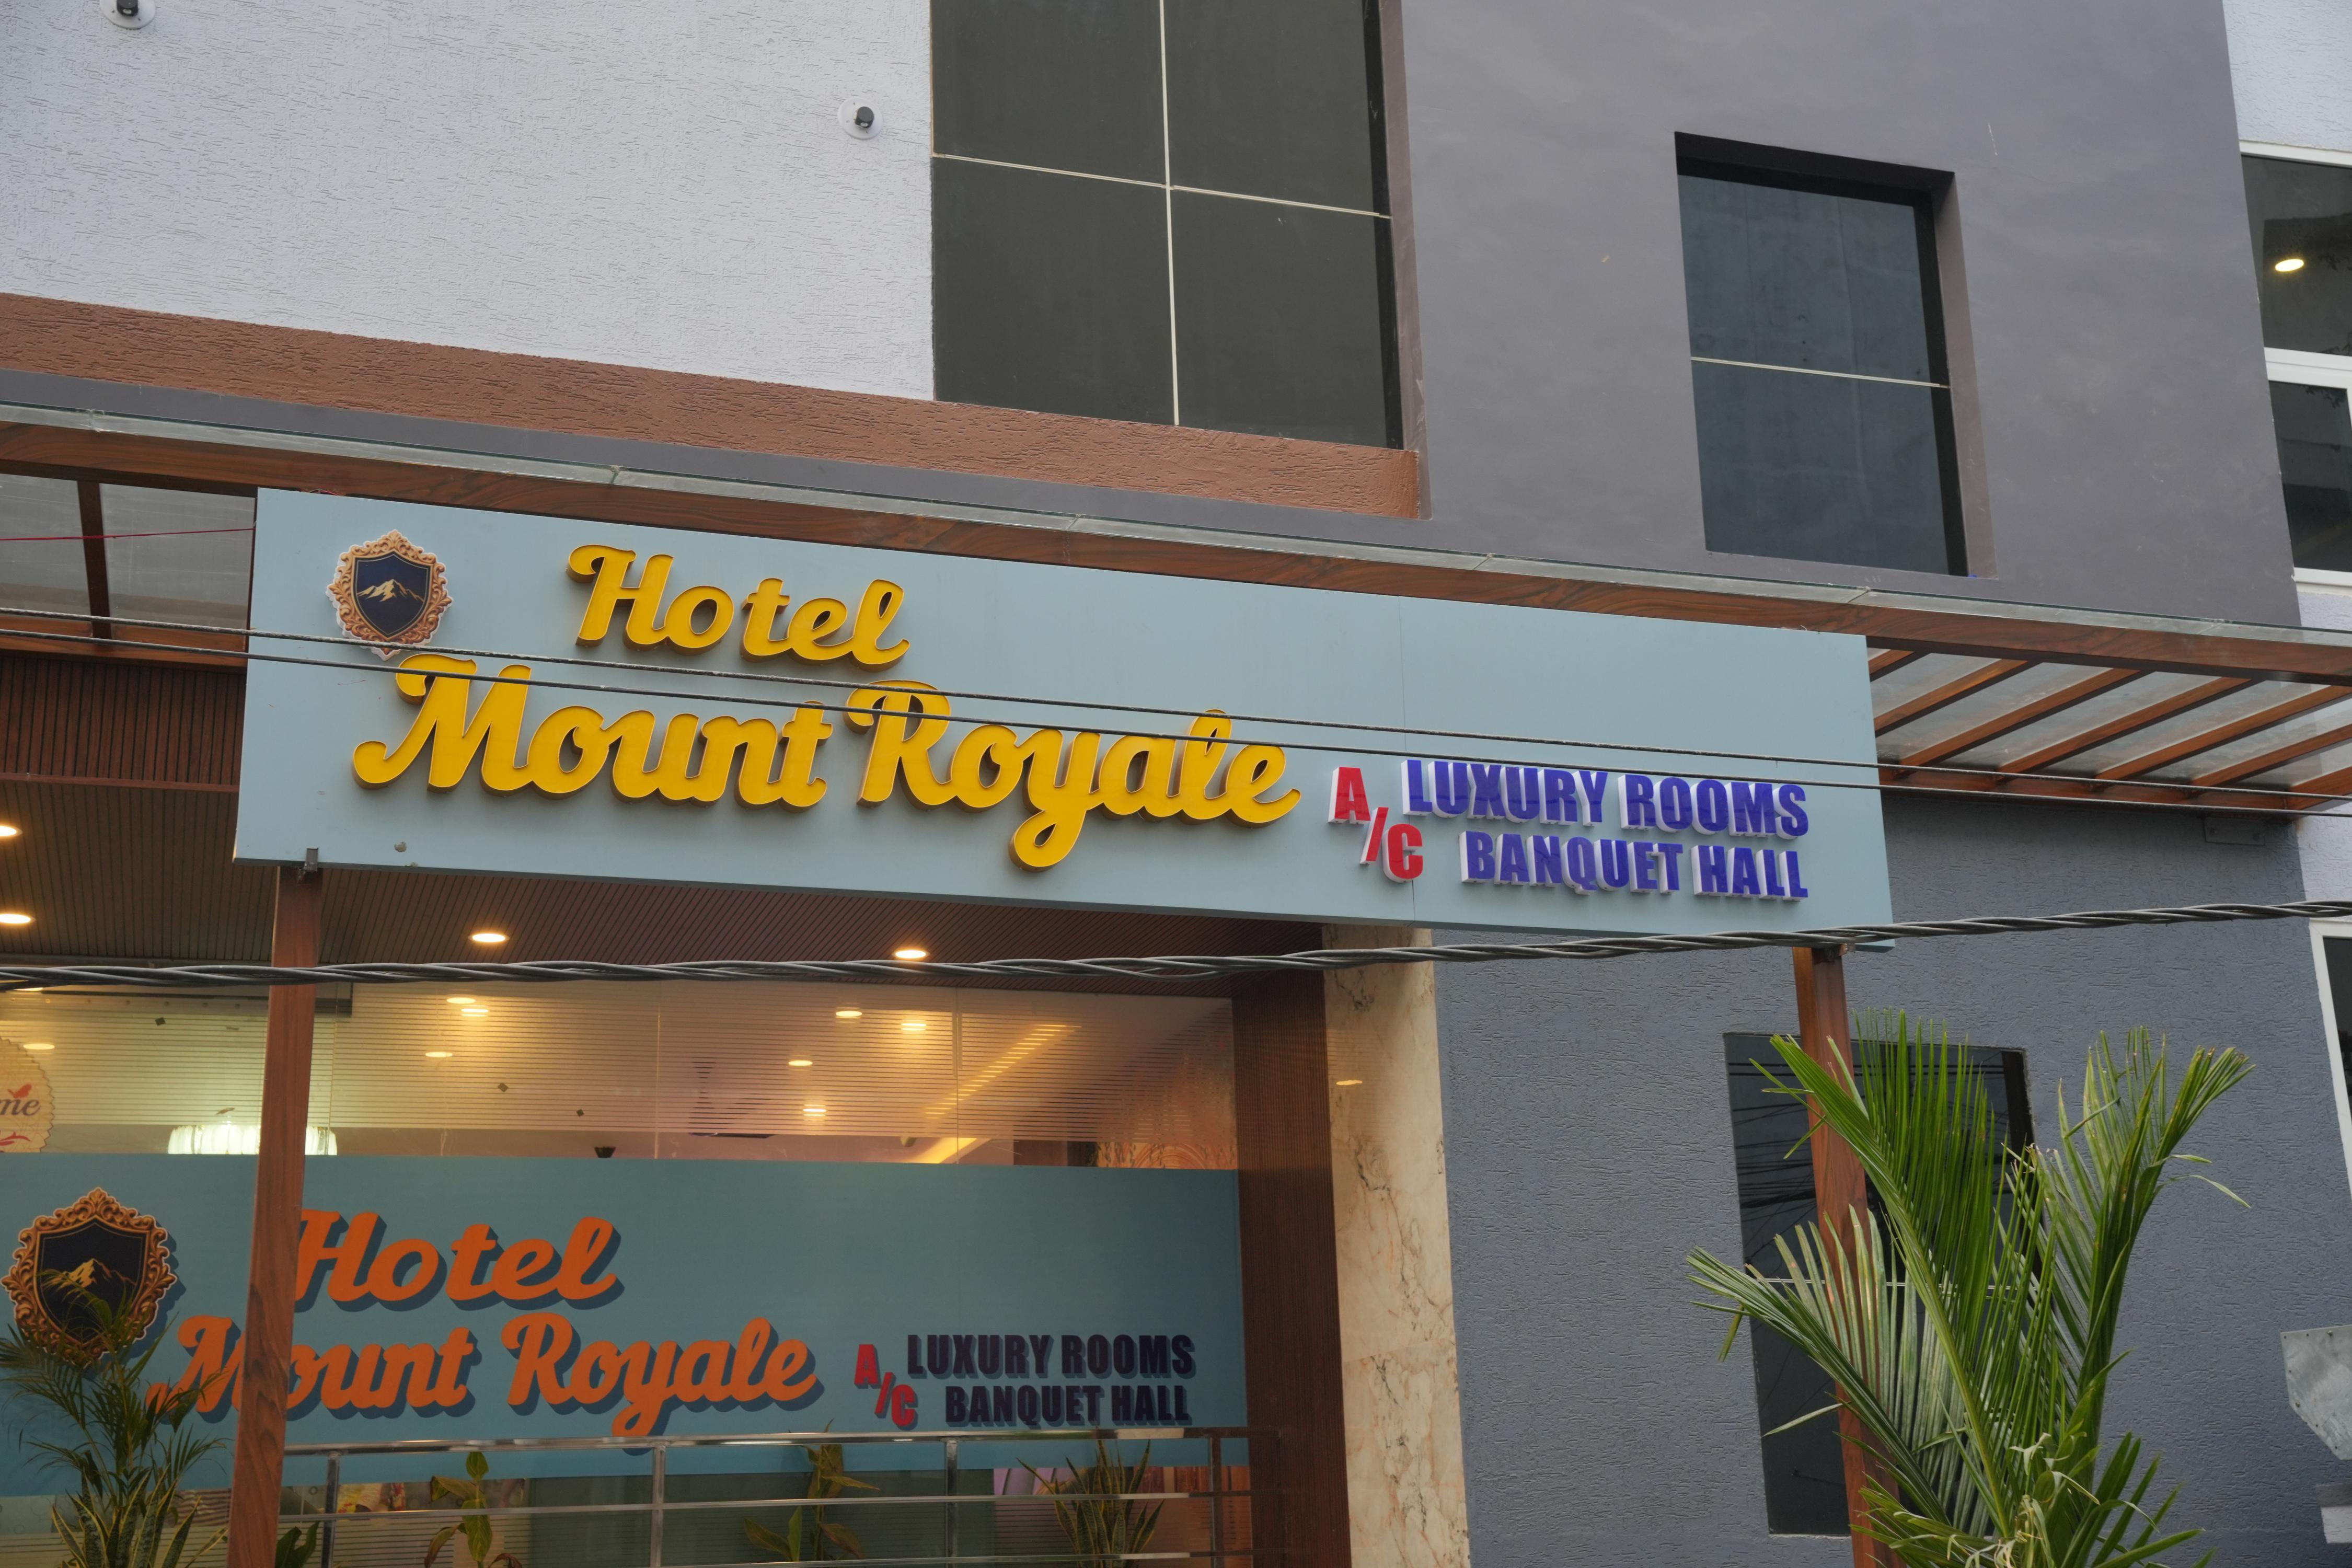 Hotel
Mount Royale
A/C LUXURY ROOMS
BANQUET HALL
Hotel
Mount Royale
A/C LUXURY ROOMS
BANQUET HALL